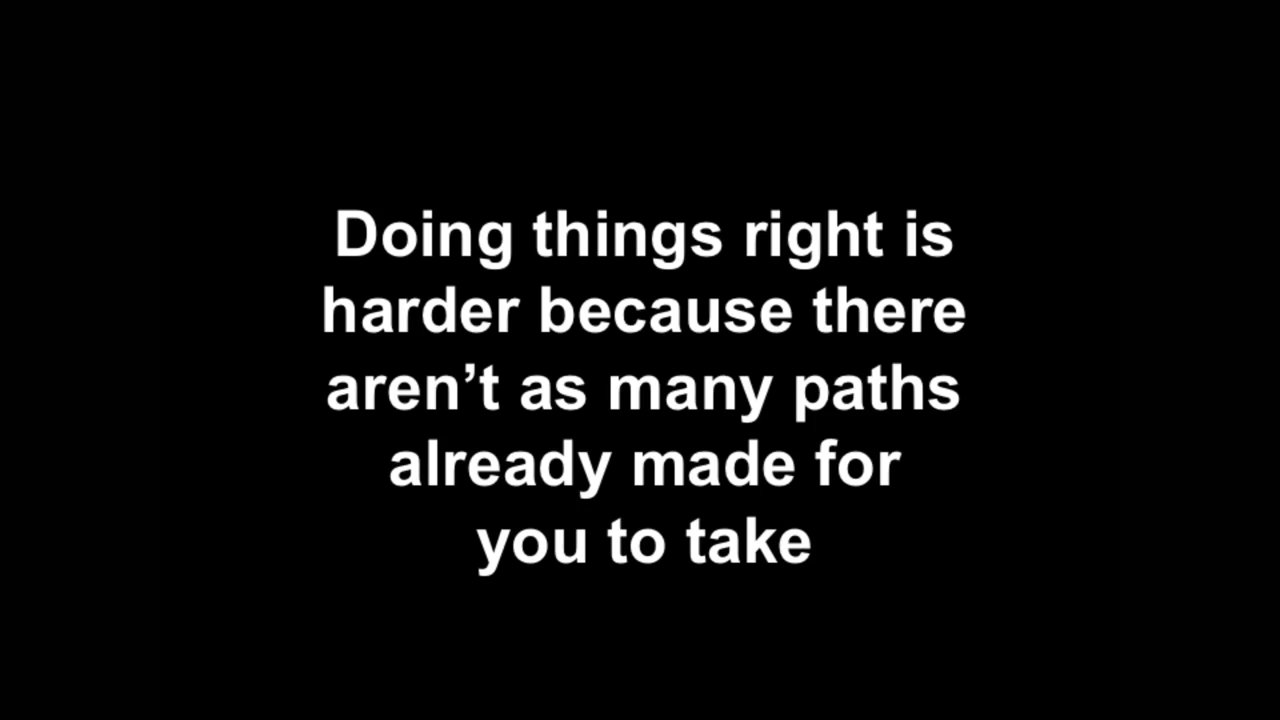 Doing things right is
harder because there
aren’t as many paths
already made for
you to take